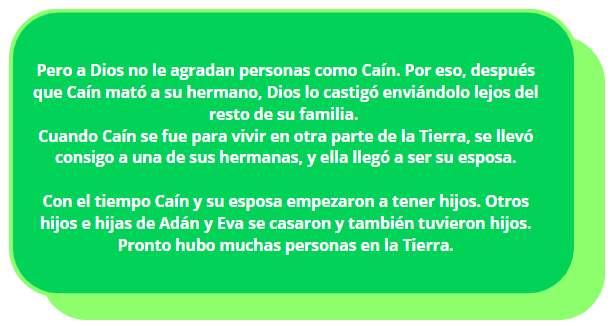 Pero a Dios no le agradan personas como Caín. Por eso, después
que Caín mató a su hermano, Dios lo castigó enviándolo lejos del
resto de su familia.
Cuando Caín se fue para vivir en otra parte de la Tierra, se llevó
consigo a una de sus hermanas, y ella llegó a ser su esposa.
Con el tiempo Caín y su esposa empezaron a tener hijos. Otros
hijos e hijas de Adán y Eva se casaron y también tuvieron hijos.
Pronto hubo muchas personas en la Tierra.